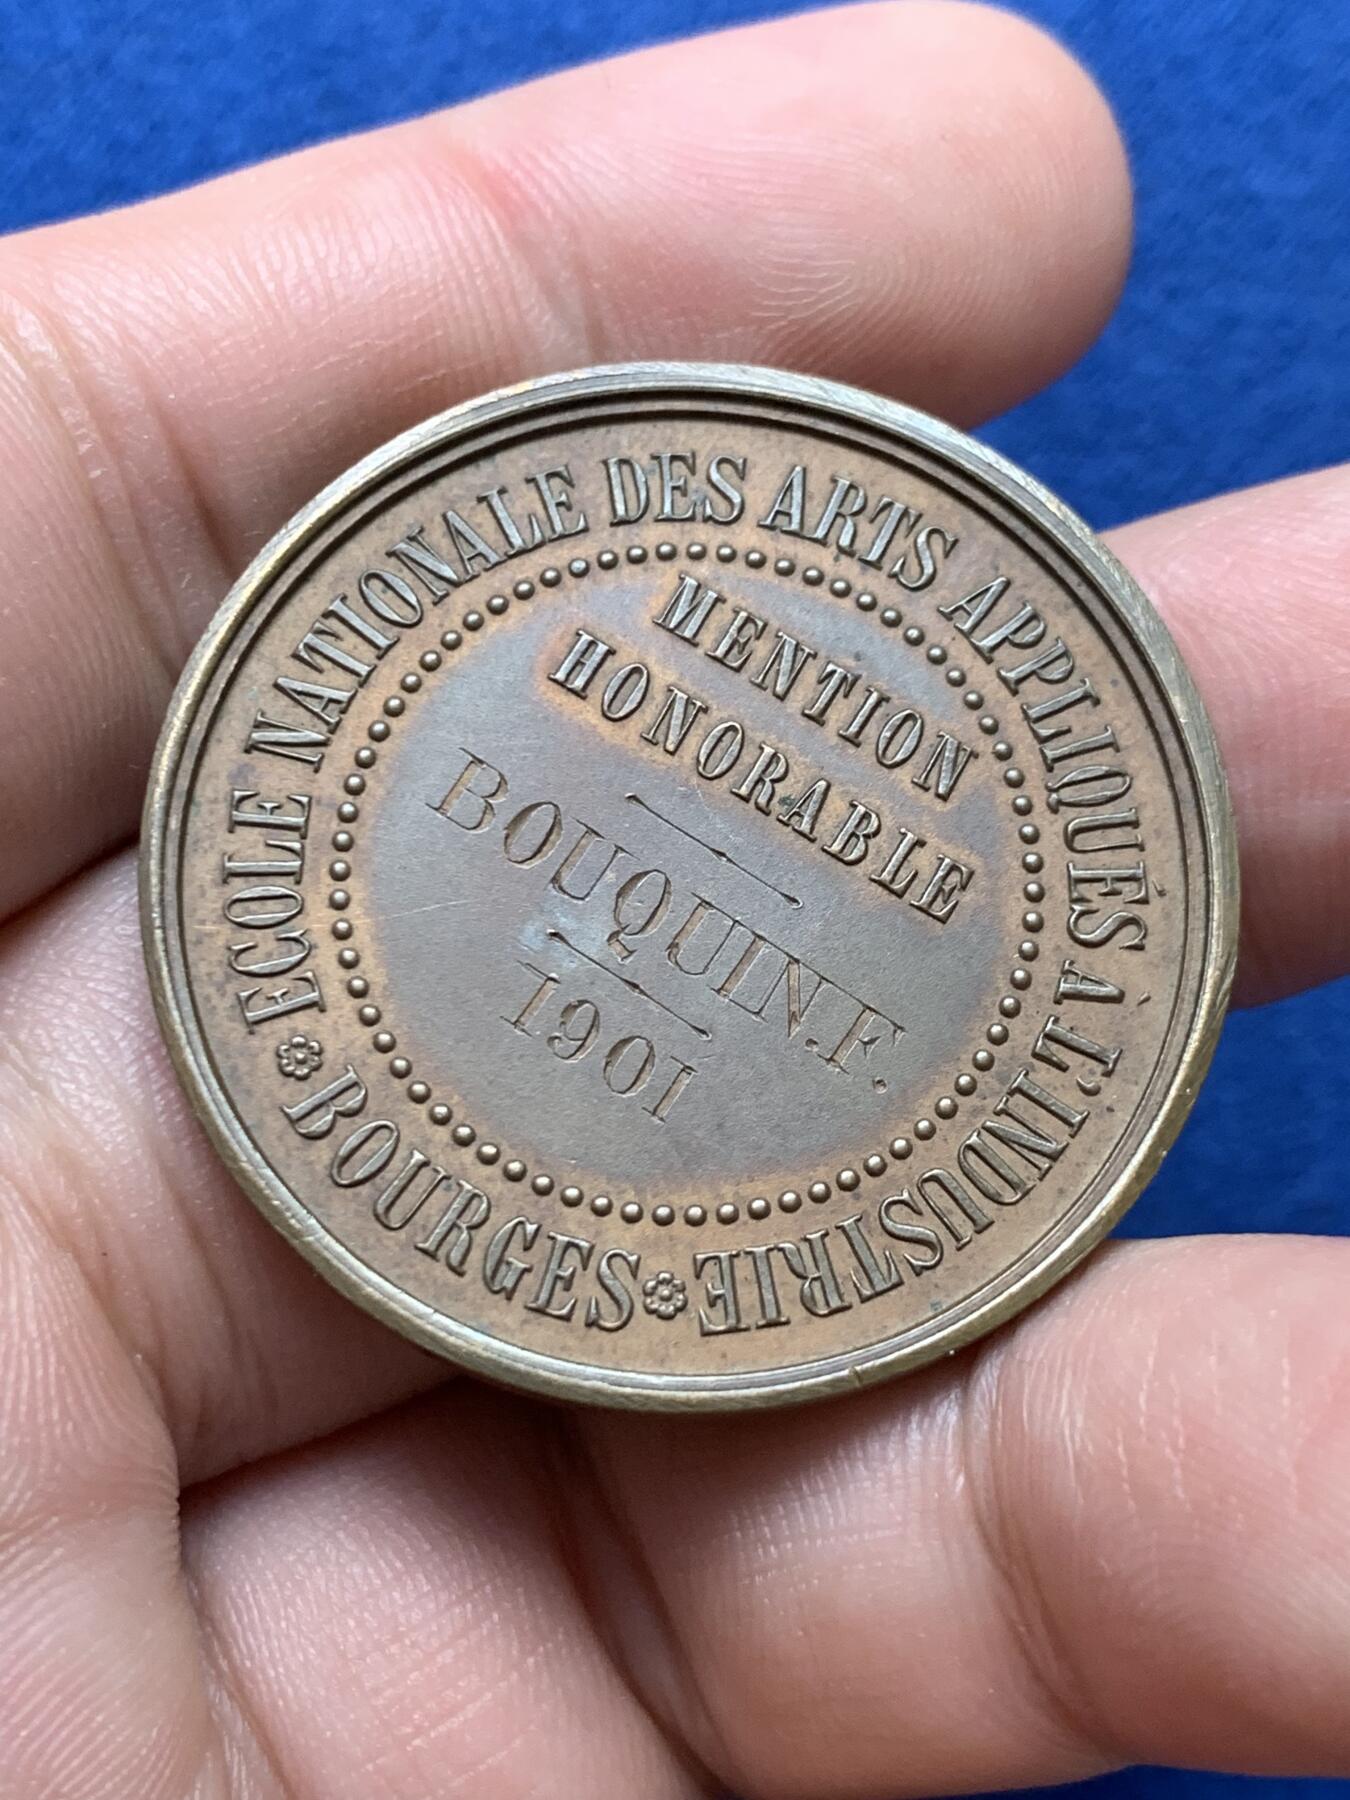 ECOLE NATIONALE DES ARTS APPLIQUÉS À L'INDUSTRIE
BOURGES
MENTION
HONORABLE
BOUQUIN.F.
1901